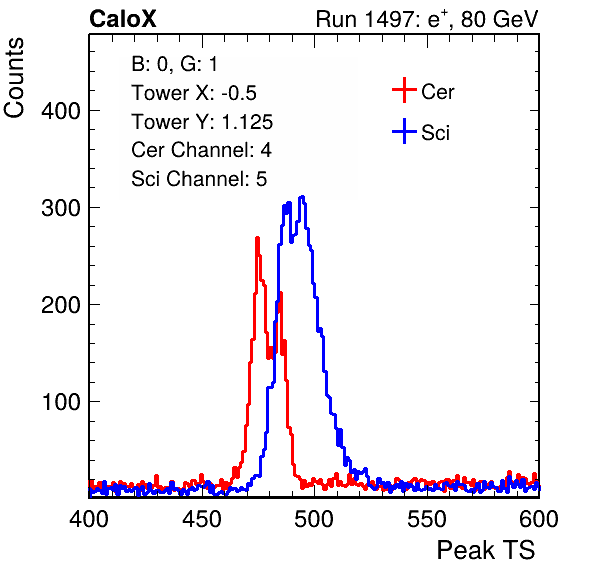 CaloX Run 1497: e⁺, 80 GeV
B: 0, G: 1
Tower X: -0.5
Tower Y: 1.125
Cer Channel: 4
Sci Channel: 5
Cer
Sci
Counts
400
300
200
100
400 450 500 550 600
Peak TS